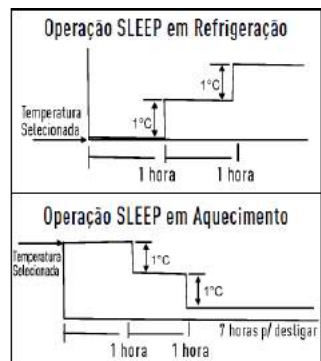 Operação SLEEP em Refrigeração
1°C
1°C
Temperatura
Selecionada
1 hora
1 hora
Operação SLEEP em Aquecimento
Temperatura
Selecionada
1°C
1°C
7 horas p/ desligar
1 hora
1 hora